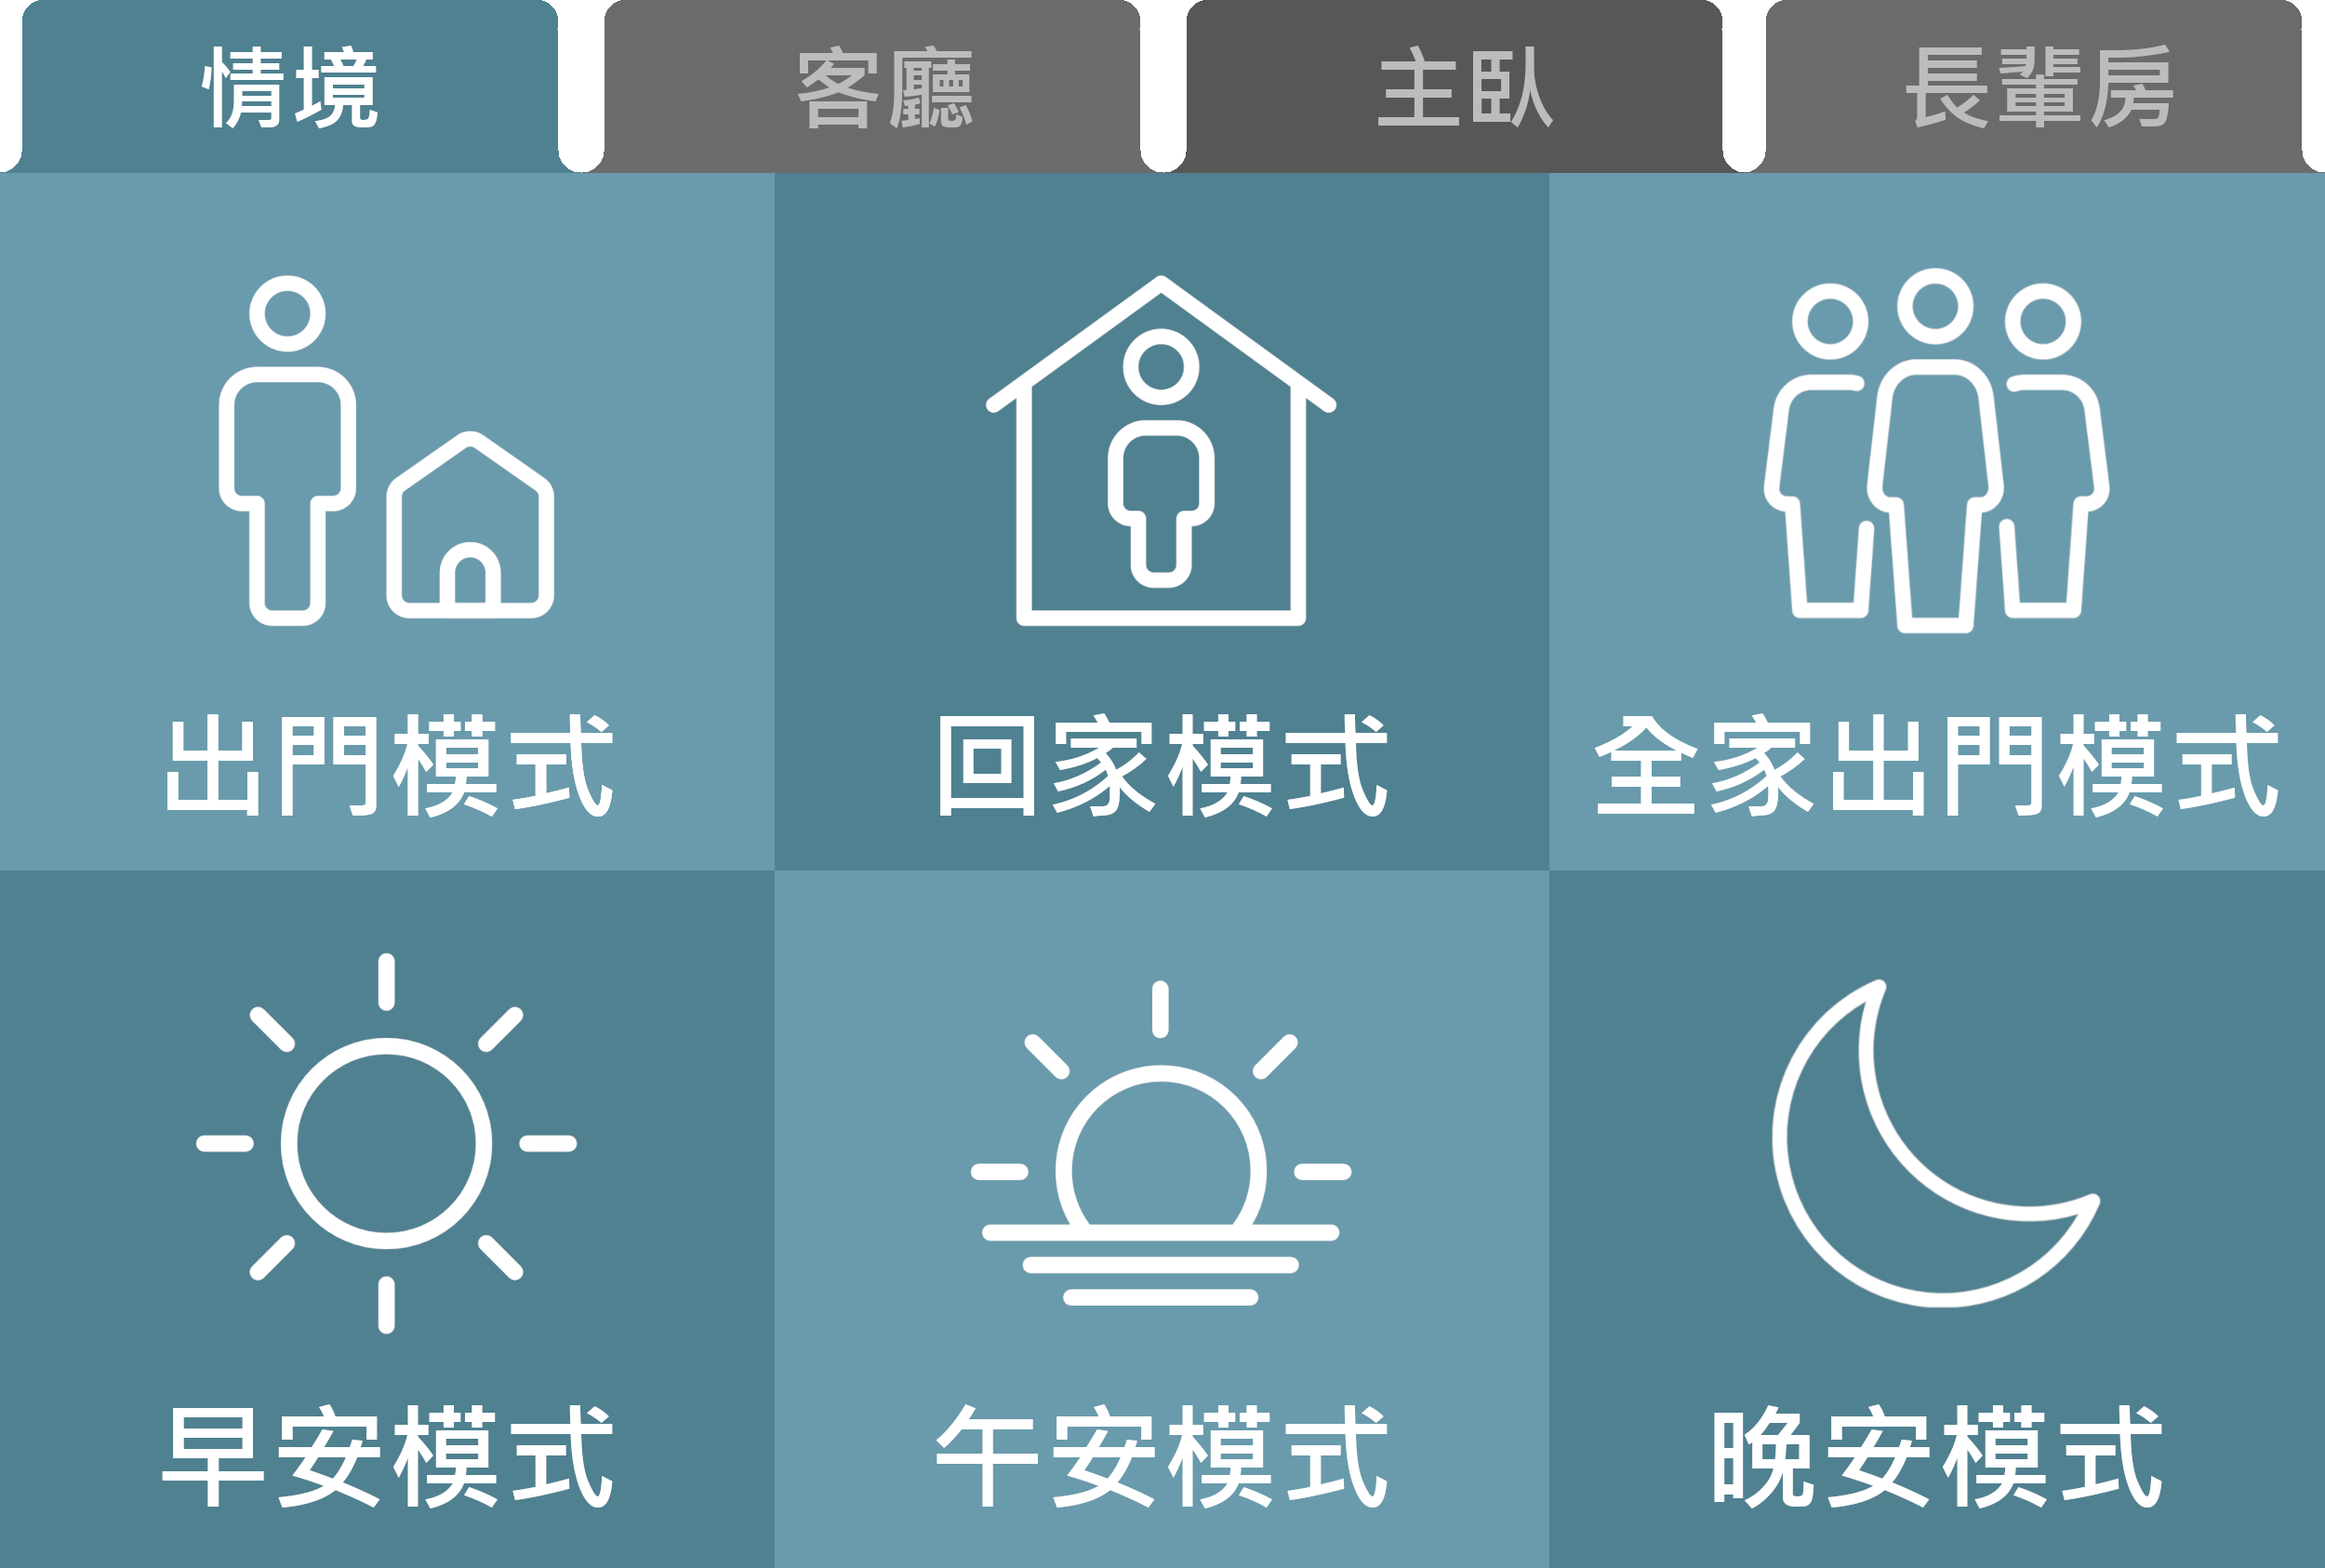 情境
客廳
主臥
長輩房
出門模式
回家模式
全家出門模式
早安模式
午安模式
晚安模式